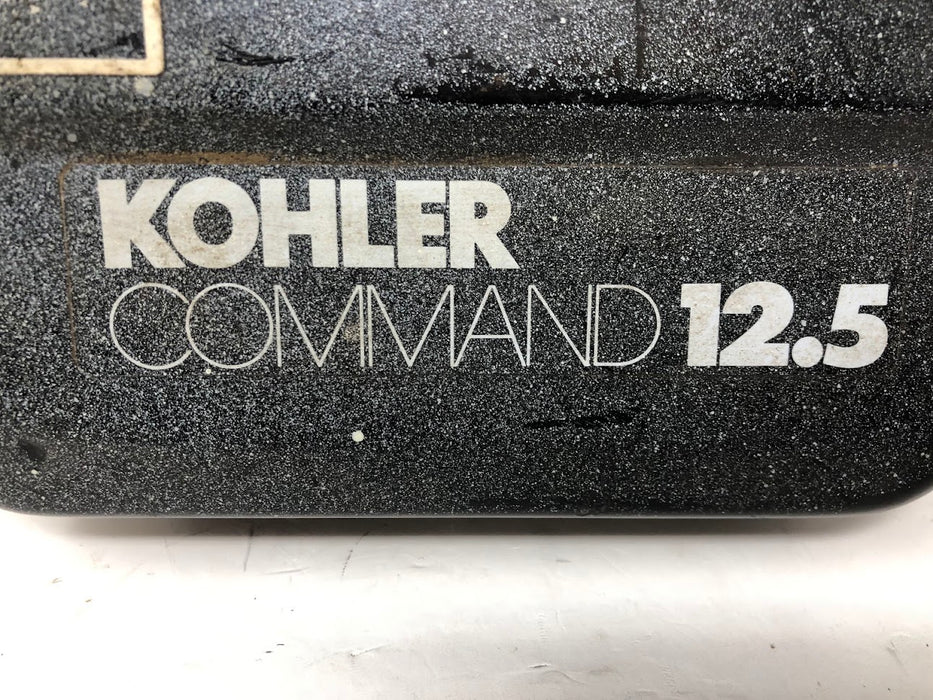 KOHLER
COMMAND 12.5